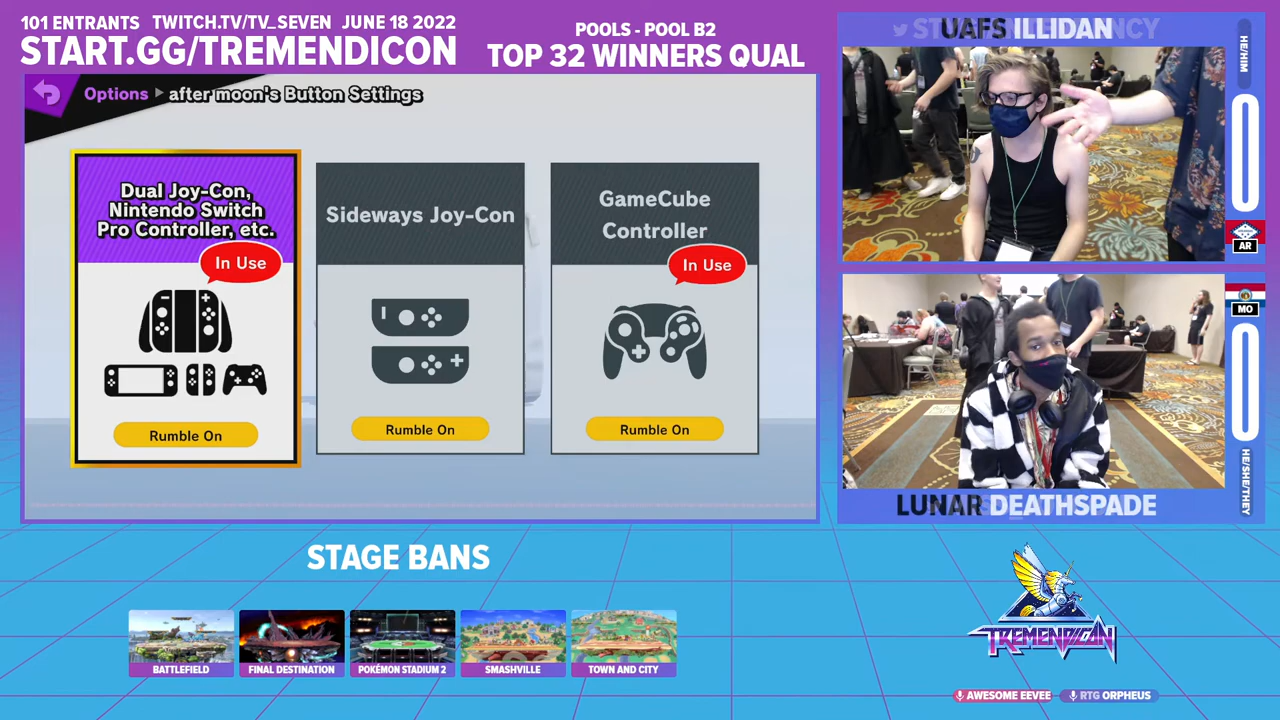 101 ENTRANTS TWITCH.TV/TV_SEVEN JUNE 18 2022
START.GG/TREMENDICON
POOLS - POOL B2
TOP 32 WINNERS QUAL
UAFS ILLIDAN
HE/HIM
AR
Options ▸ after moon's Button Settings
Dual Joy-Con,
Nintendo Switch
Pro Controller, etc.
In Use
Rumble On
Sideways Joy-Con
Rumble On
GameCube
Controller
In Use
Rumble On
MO
HE/SHE/THEY
LUNAR DEATHSPADE
STAGE BANS
BATTLEFIELD
FINAL DESTINATION
POKÉMON STADIUM 2
SMASHVILLE
TOWN AND CITY
TREMENDICON
AWESOME EEVEE
RTG ORPHEUS